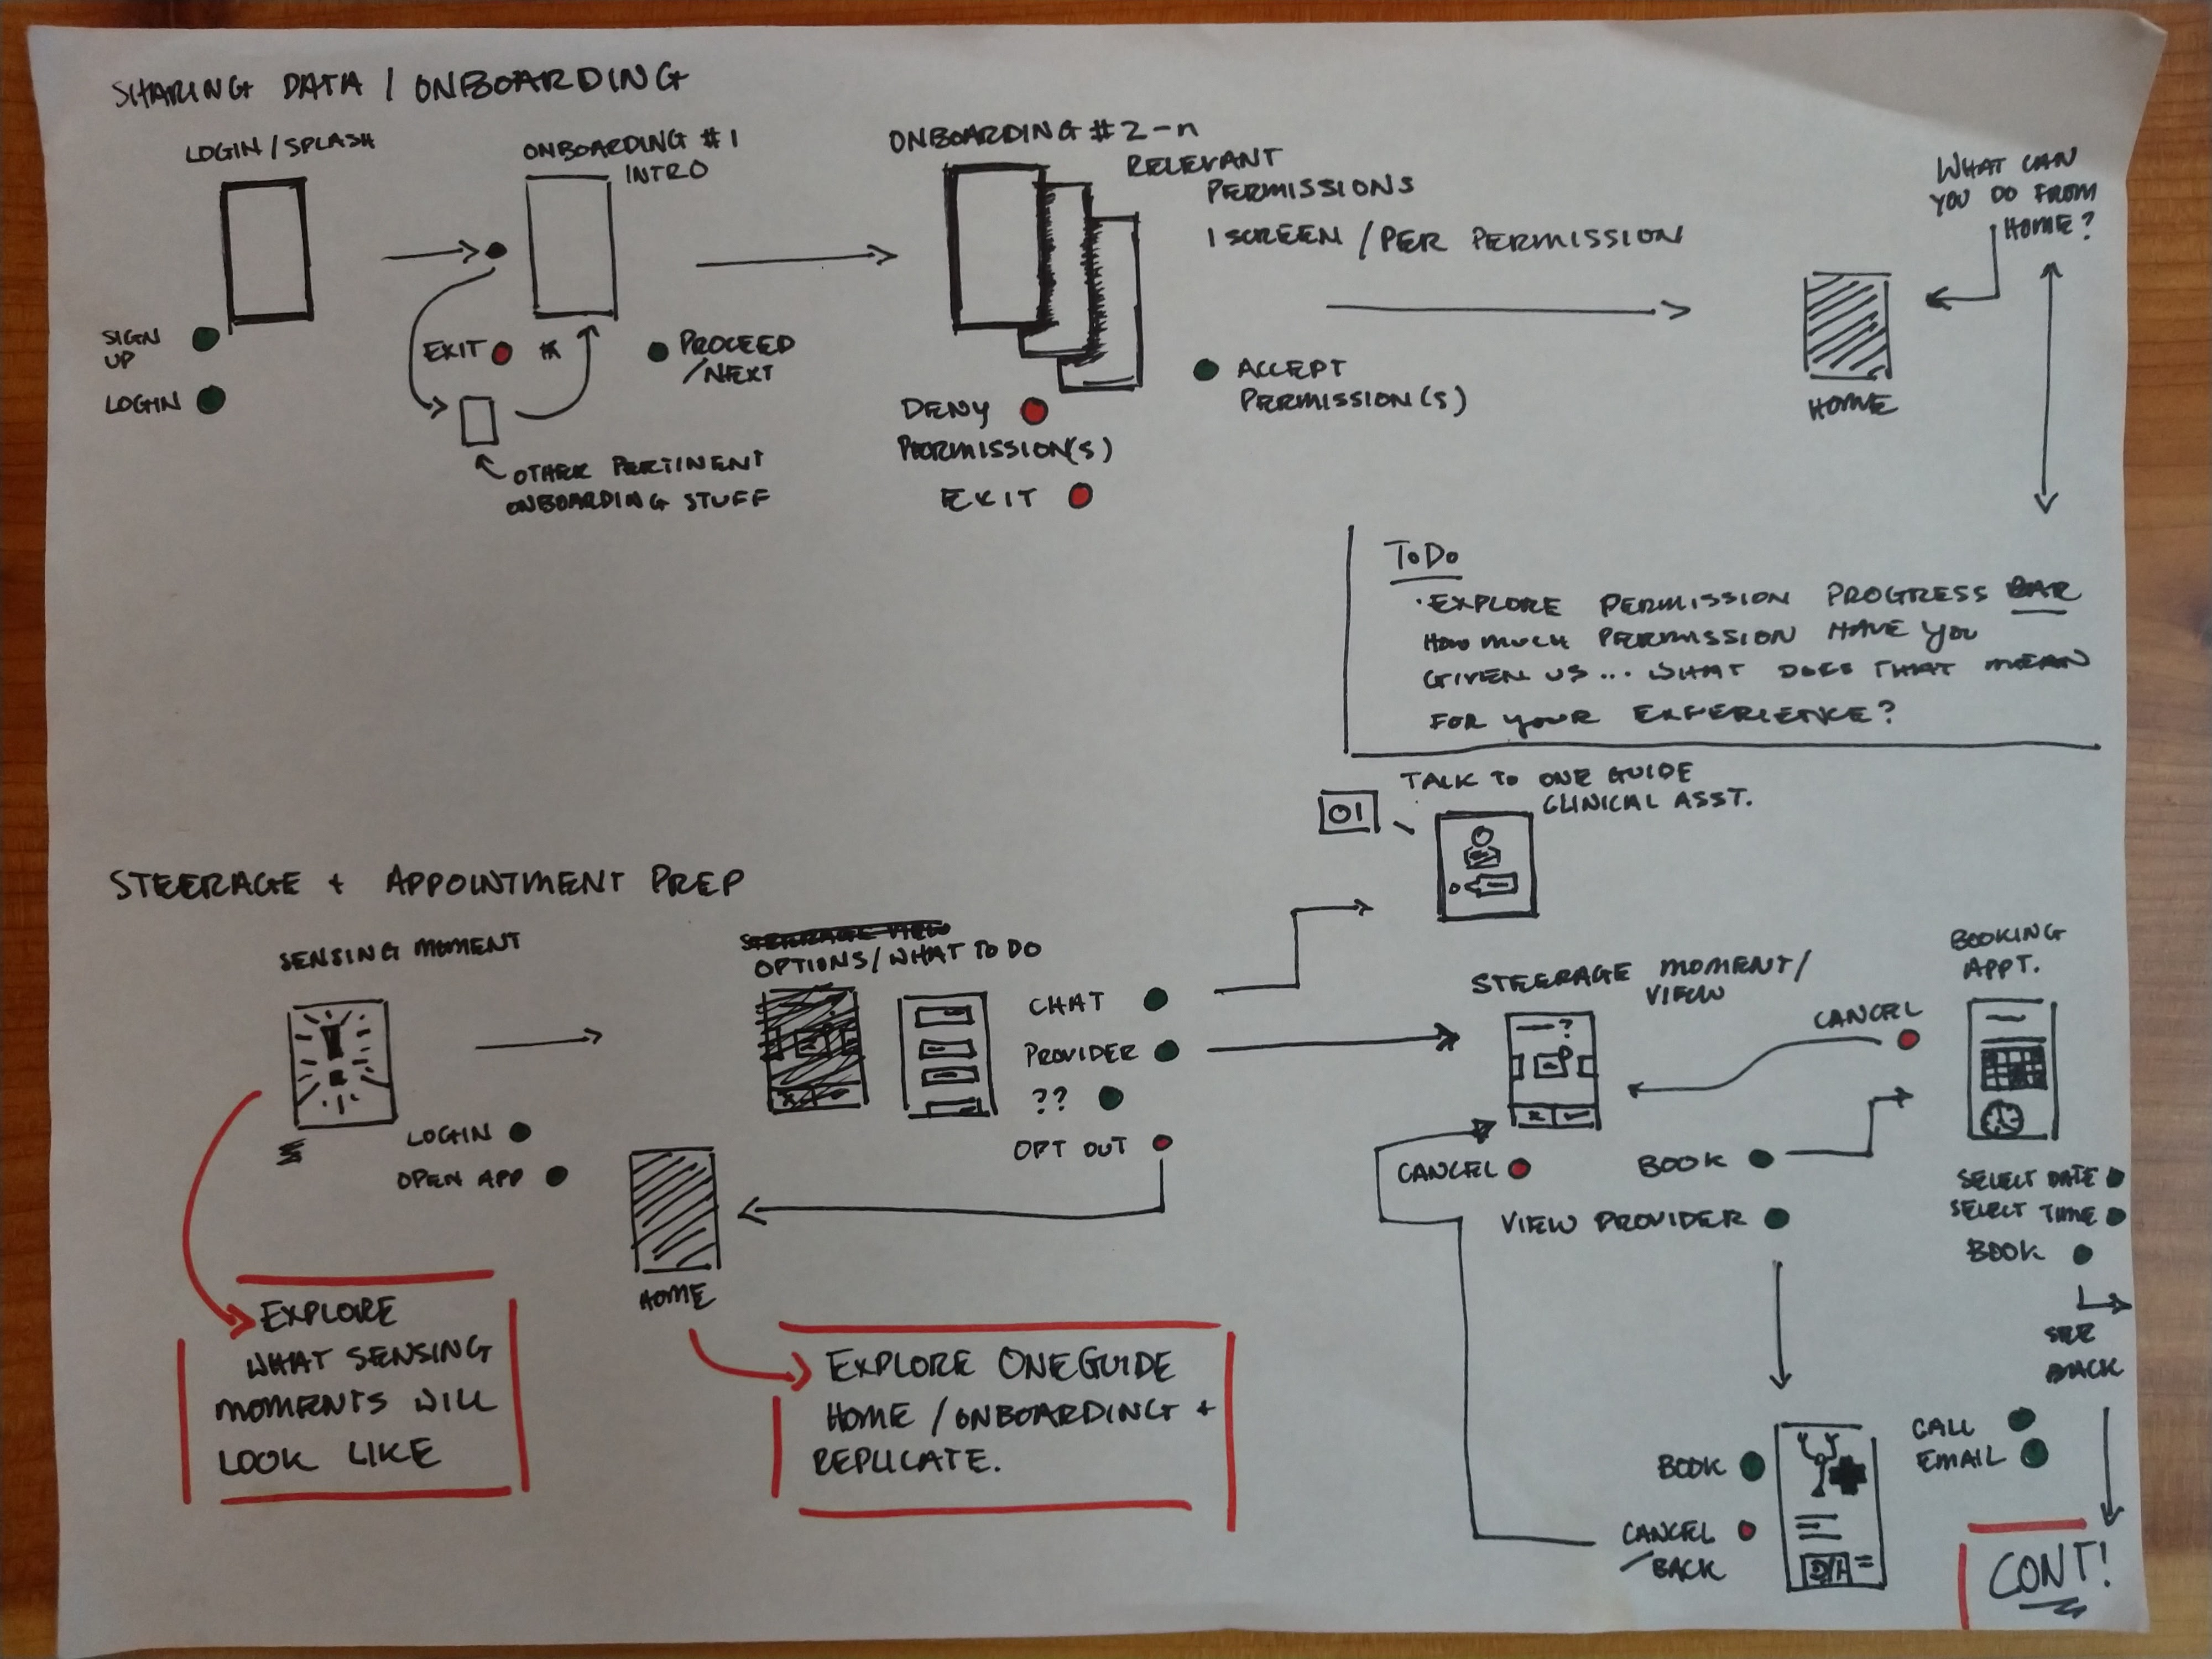 SHARING DATA / ONBOARDING
LOGIN/SPLASH
SIGN
UP
LOGIN
ONBOARDING #1
INTRO
EXIT
PROCEED
/NEXT
OTHER PERTINENT
ONBOARDING STUFF
ONBOARDING #2-n
RELEVANT
PERMISSIONS
1 SCREEN /PER PERMISSION
DENY
PERMISSION(S)
EXIT
ACCEPT
PERMISSION(S)
WHAT CAN
YOU DO FROM
HOME?
HOME
ToDo
· EXPLORE PERMISSION PROGRESS BAR
HOW MUCH PERMISSION HAVE YOU
GIVEN US... WHAT DOES THAT MEAN
FOR YOUR EXPERIENCE?
STEERAGE + APPOINTMENT PREP
SENSING MOMENT
LOGIN
OPEN APP
EXPLORE
WHAT SENSING
MOMENTS WILL
LOOK LIKE
STEERAGE VIEW
OPTIONS/WHAT TO DO
CHAT
PROVIDER
??
OPT OUT
HOME
EXPLORE ONEGUIDE
HOME /ONBOARDING +
REPLICATE.
01
TALK TO ONE GUIDE
CLINICAL ASST.
STEERAGE MOMENT/
VIEW
?
CANCEL
BOOK
VIEW PROVIDER
CANCEL
BOOKING
APPT.
SELECT DATE
SELECT TIME
BOOK
SEE
BACK
BOOK
CANCEL
/BACK
CALL
EMAIL
CONT!